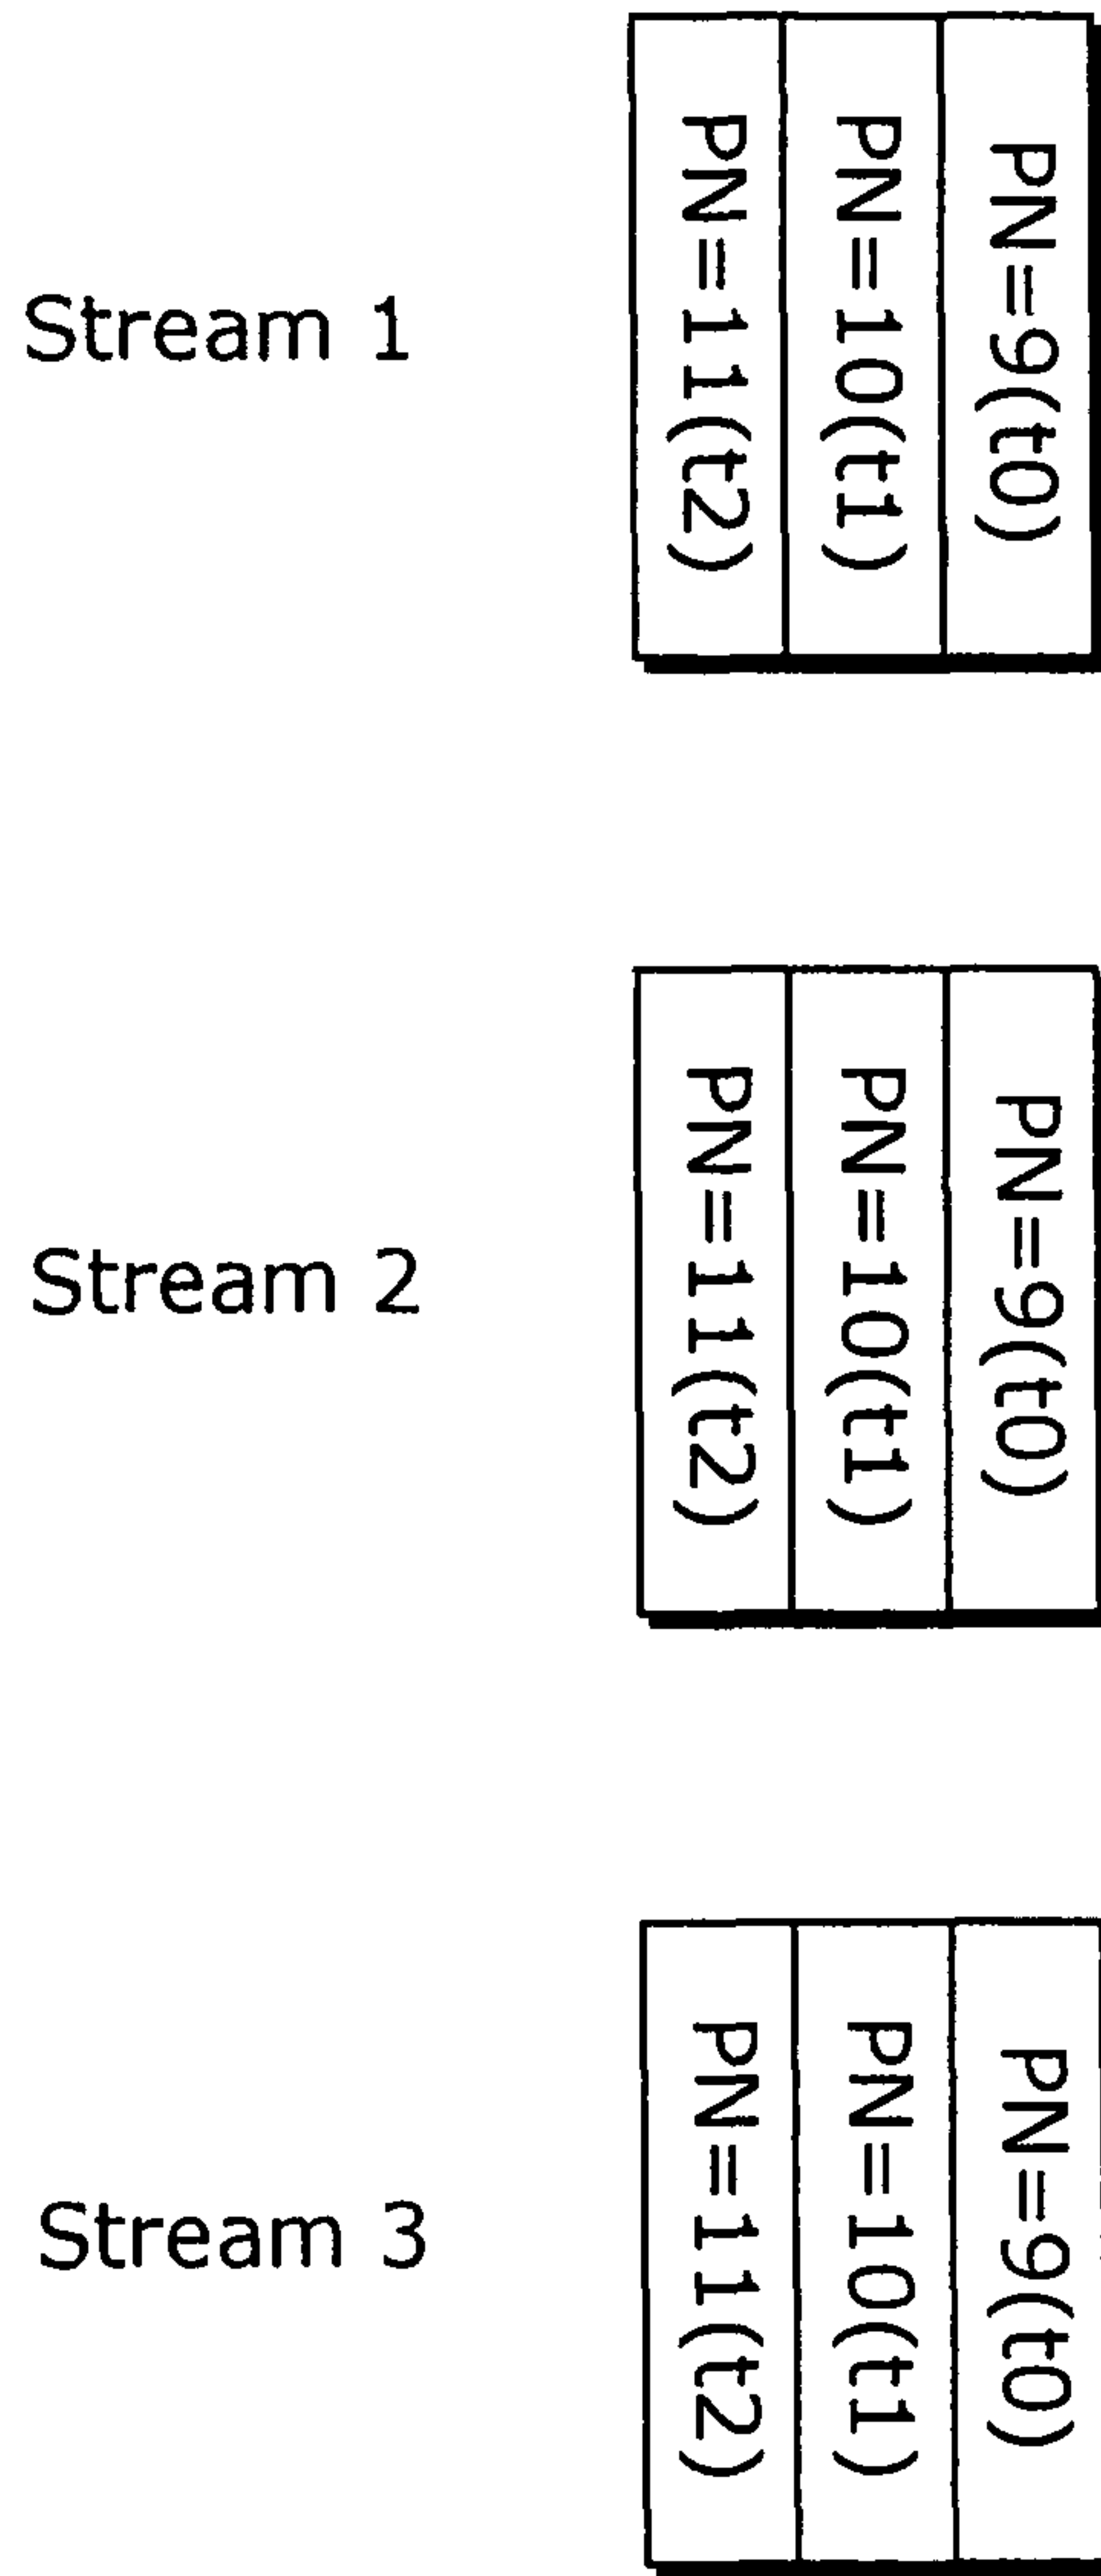 Stream 1
PN=11(t2)
PN=10(t1)
PN=9(t0)
Stream 2
PN=11(t2)
PN=10(t1)
PN=9(t0)
Stream 3
PN=11(t2)
PN=10(t1)
PN=9(t0)